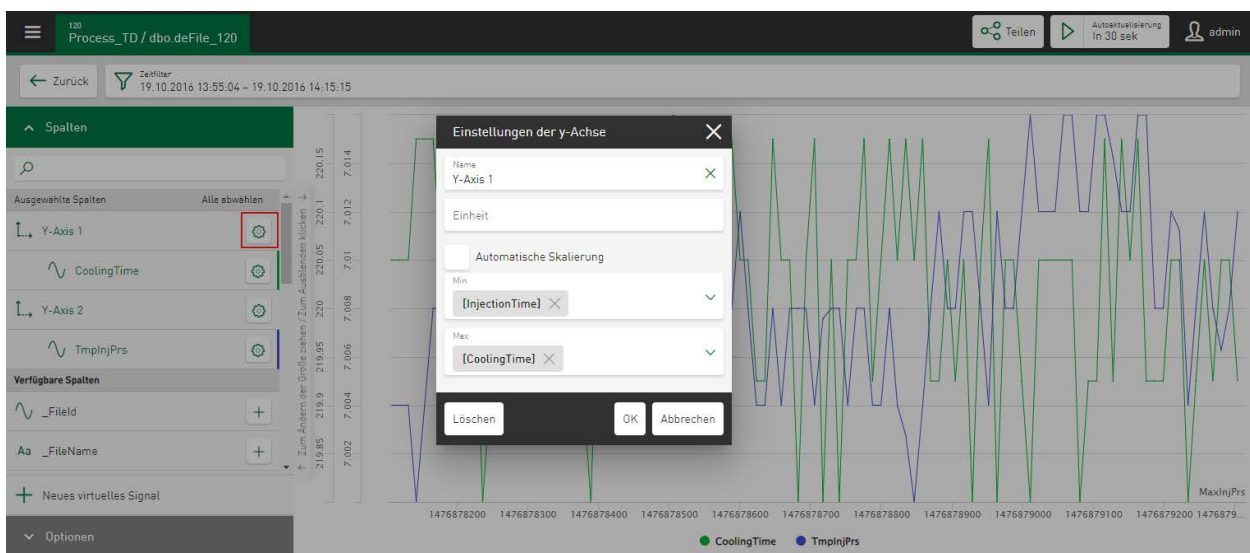 120
Process_TD / dbo.deFile_120
Teilen
Autoaktualisierung
In 30 sek
admin
Zurück
Zeitfilter
19.10.2016 13:55:04 – 19.10.2016 14:15:15
Spalten
Ausgewählte Spalten
Alle abwählen
Y-Axis 1
CoolingTime
Y-Axis 2
TmpInjPrs
Verfügbare Spalten
_FileId
Aa _FileName
Neues virtuelles Signal
Optionen
← Zum Ändern der Größe ziehen / Zum Ausblenden klicken →
220.15
220.1
220.05
220
219.95
219.9
219.85
7.014
7.012
7.01
7.008
7.006
7.004
7.002
Einstellungen der y-Achse
Name
Y-Axis 1
Einheit
Automatische Skalierung
Min
[InjectionTime]
Max
[CoolingTime]
Löschen
OK
Abbrechen
MaxInjPrs
1476878200 1476878300 1476878400 1476878500 1476878600 1476878700 1476878800 1476878900 1476879000 1476879100 1476879200 1476879...
CoolingTime TmpInjPrs